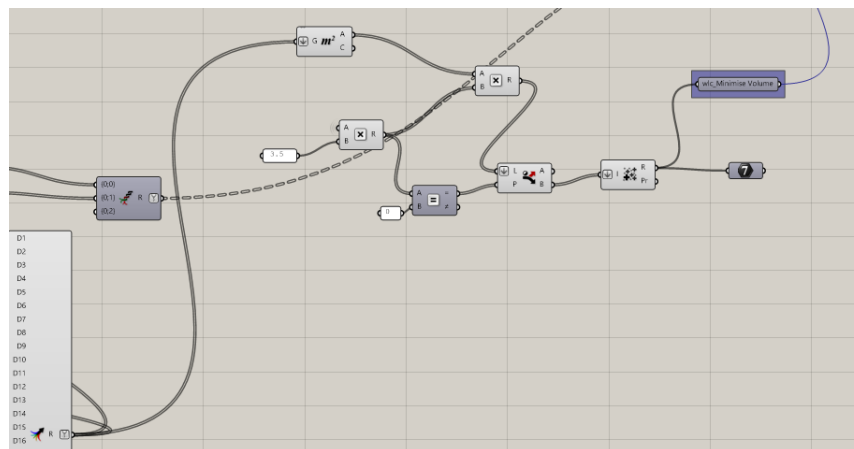 G m² A
C
A
B × R
A
B × R
3.5
wlc_Minimise Volume
(0;0)
(0;1) R
(0;2)
A =
B = ≠
0
L A
P B
I R
Pr
7
D1
D2
D3
D4
D5
D6
D7
D8
D9
D10
D11
D12
D13
D14
D15 R
D16